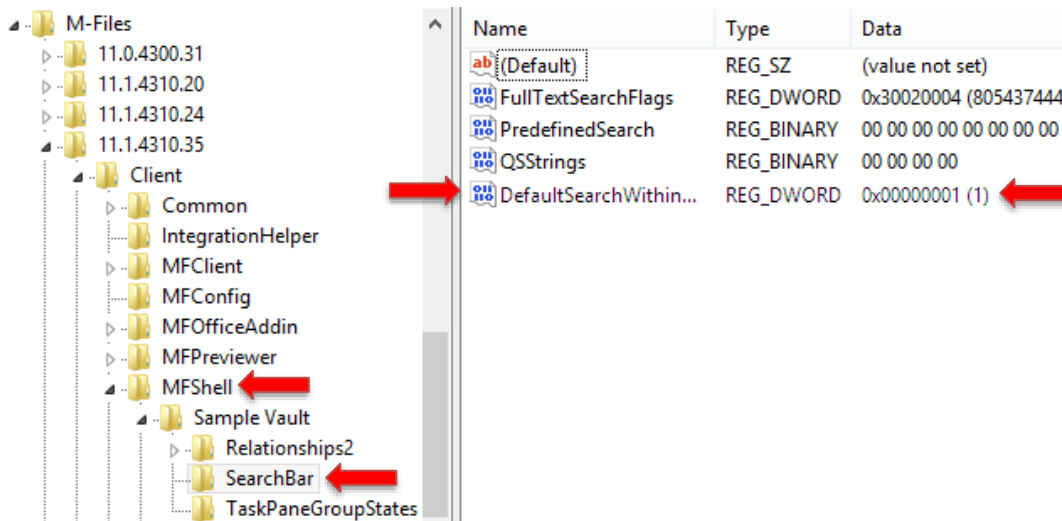 M-Files
11.0.4300.31
11.1.4310.20
11.1.4310.24
11.1.4310.35
Client
Common
IntegrationHelper
MFClient
MFConfig
MFOfficeAddin
MFPreviewer
MFShell
Sample Vault
Relationships2
SearchBar
TaskPaneGroupStates
Name Type Data
(Default) REG_SZ (value not set)
FullTextSearchFlags REG_DWORD 0x30020004 (805437444
PredefinedSearch REG_BINARY 00 00 00 00 00 00 00 00
QSStrings REG_BINARY 00 00 00 00
DefaultSearchWithin... REG_DWORD 0x00000001 (1)